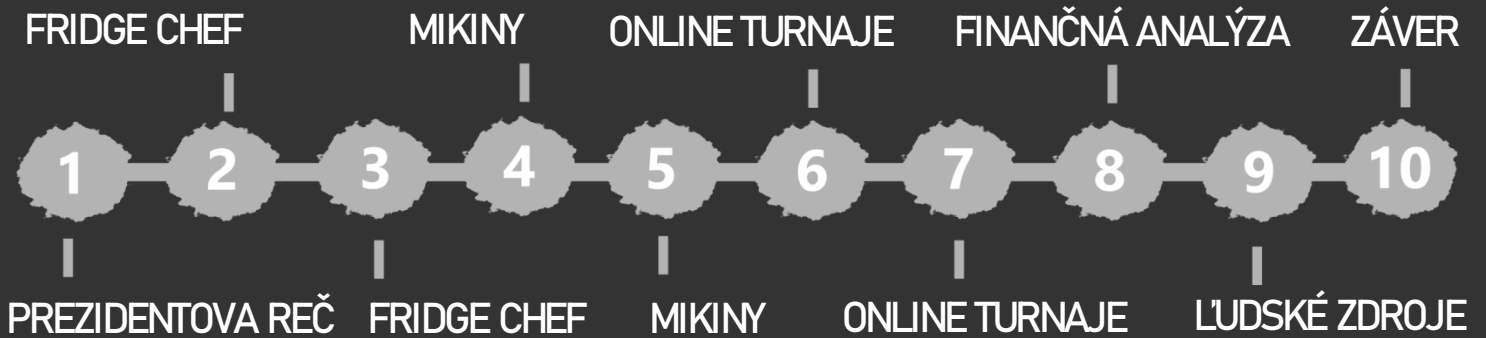 FRIDGE CHEF MIKINY ONLINE TURNAJE FINANČNÁ ANALÝZA ZÁVER
1 2 3 4 5 6 7 8 9 10
PREZIDENTOVA REČ FRIDGE CHEF MIKINY ONLINE TURNAJE ĽUDSKÉ ZDROJE